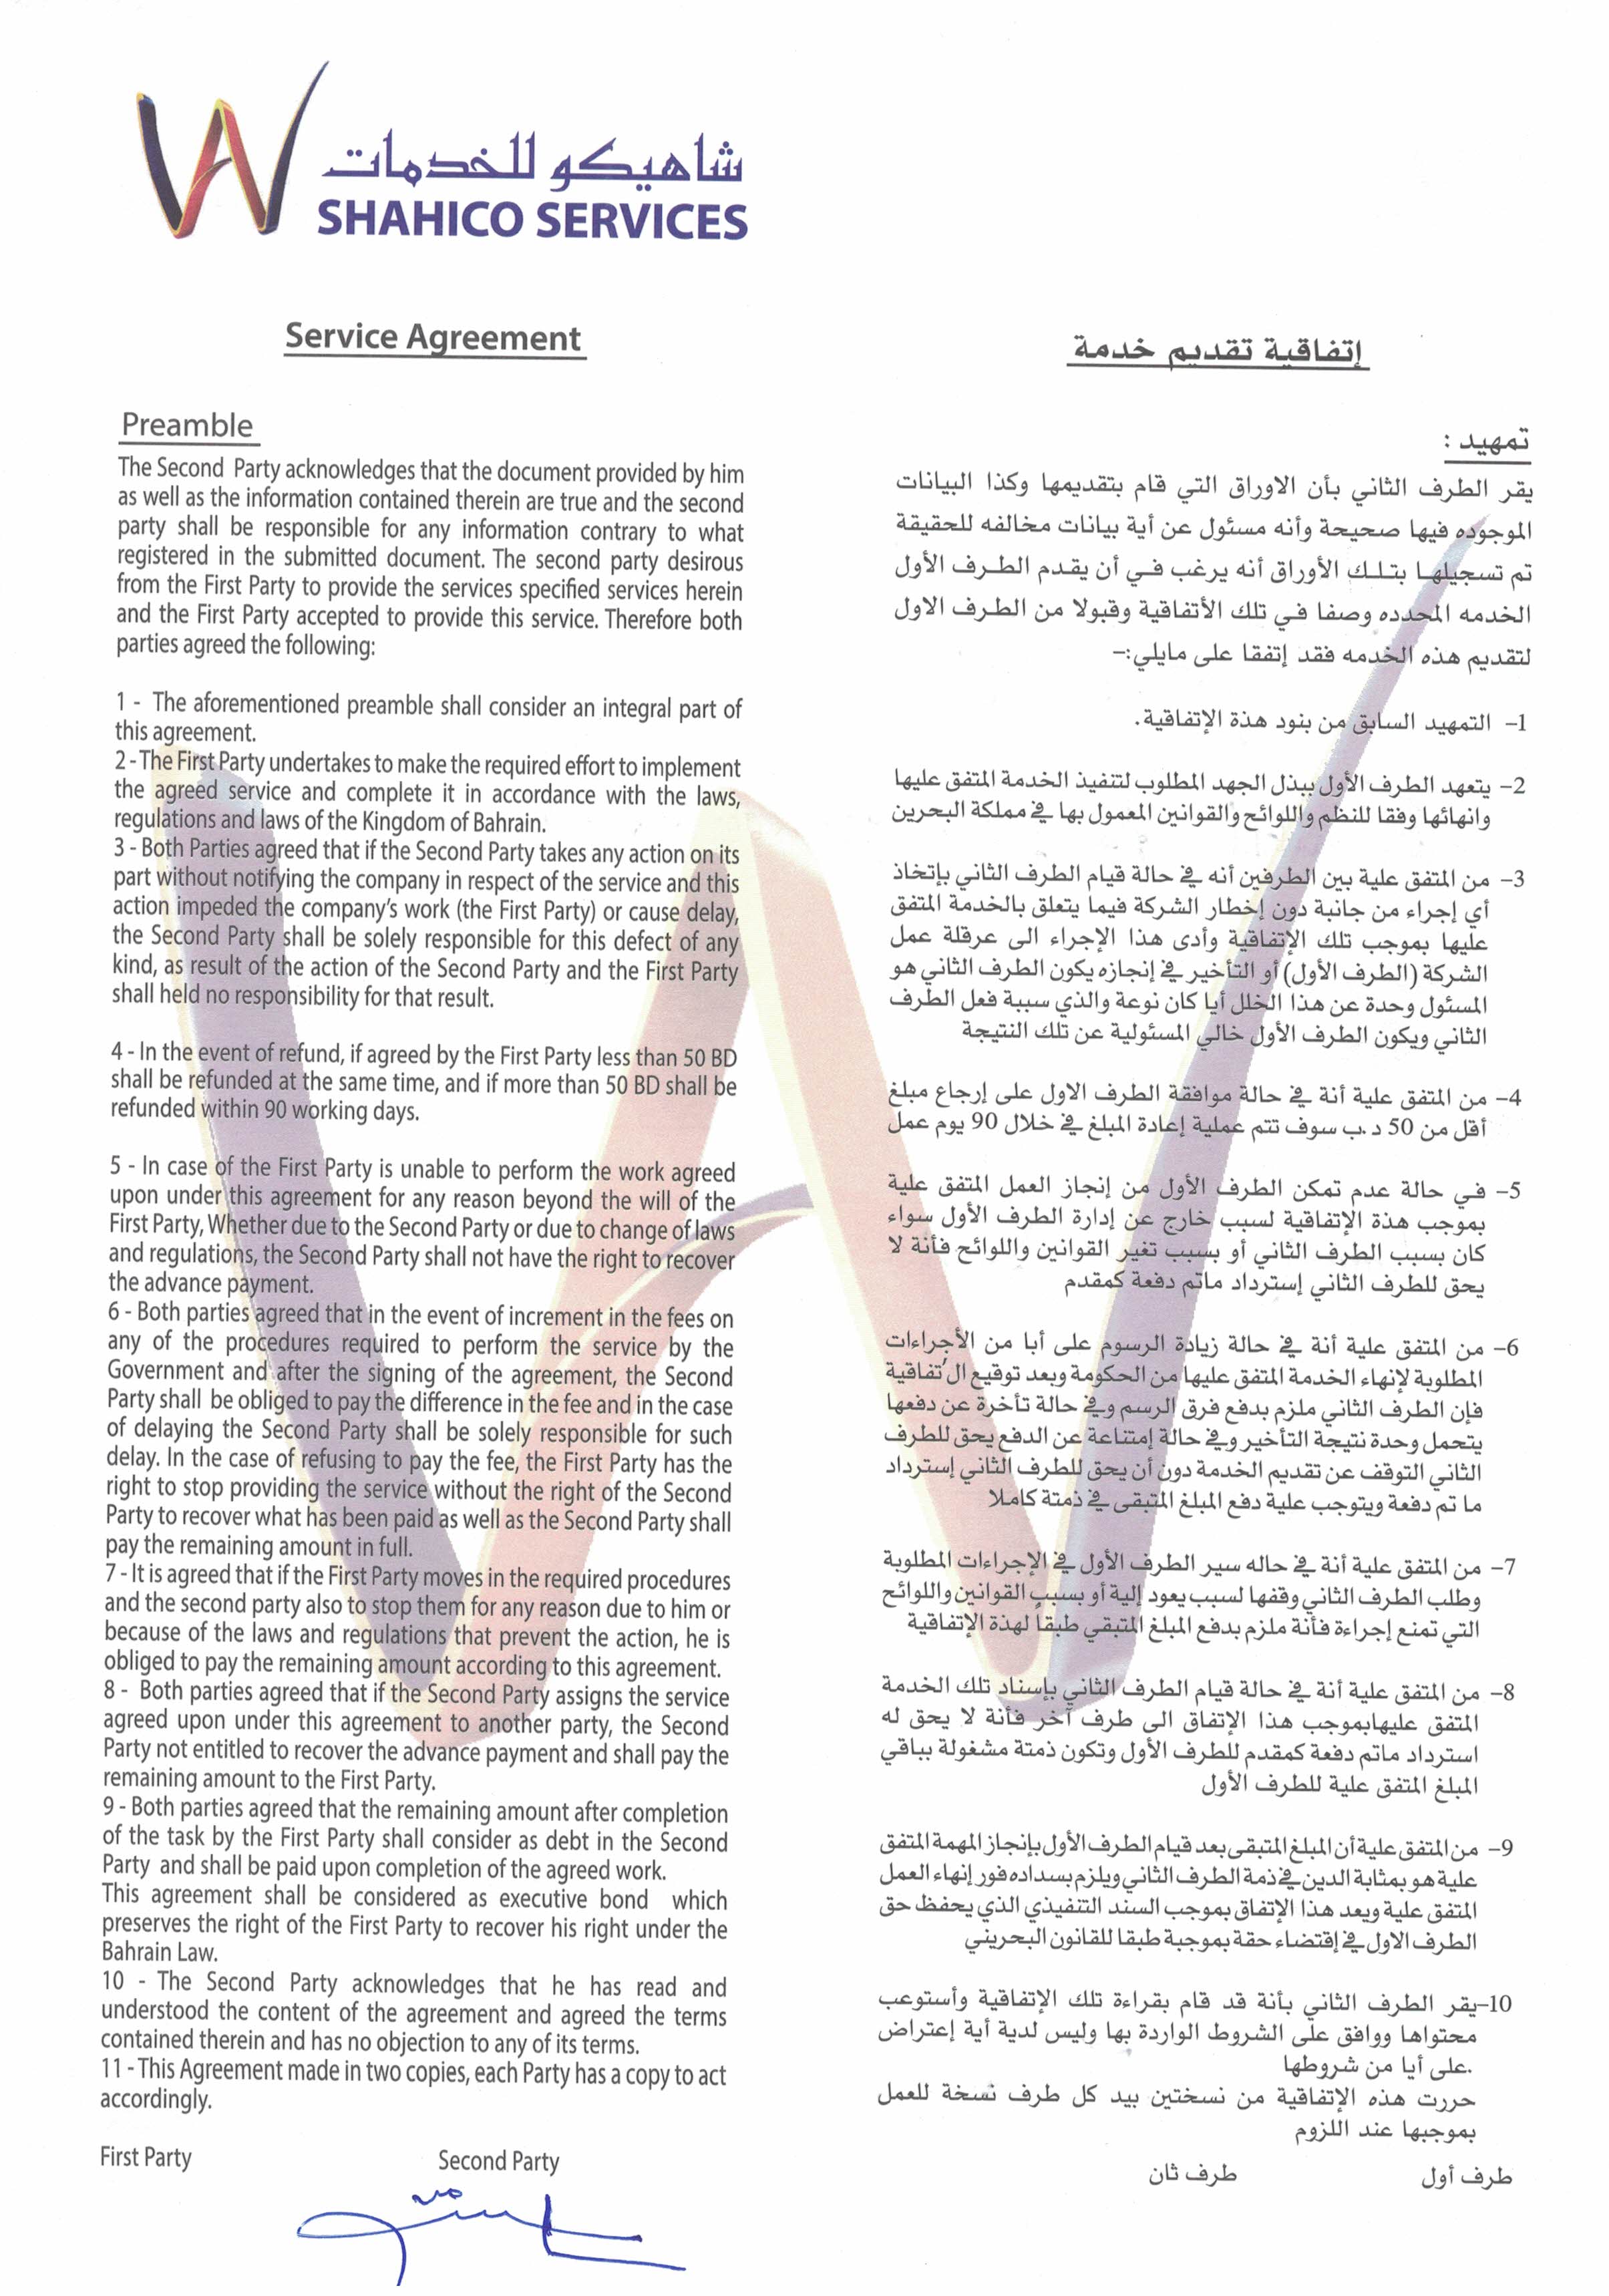 شاهيكو للخدمات
SHAHICO SERVICES
Service Agreement
Preamble
The Second Party acknowledges that the document provided by him
as well as the information contained therein are true and the second
party shall be responsible for any information contrary to what
registered in the submitted document. The second party desirous
from the First Party to provide the services specified services herein
and the First Party accepted to provide this service. Therefore both
parties agreed the following:
1 - The aforementioned preamble shall consider an integral part of
this agreement.
2 - The First Party undertakes to make the required effort to implement
the agreed service and complete it in accordance with the laws,
regulations and laws of the Kingdom of Bahrain.
3 - Both Parties agreed that if the Second Party takes any action on its
part without notifying the company in respect of the service and this
action impeded the company's work (the First Party) or cause delay,
the Second Party shall be solely responsible for this defect of any
kind, as result of the action of the Second Party and the First Party
shall held no responsibility for that result.
4 - In the event of refund, if agreed by the First Party less than 50 BD
shall be refunded at the same time, and if more than 50 BD shall be
refunded within 90 working days.
5 - In case of the First Party is unable to perform the work agreed
upon under this agreement for any reason beyond the will of the
First Party, Whether due to the Second Party or due to change of laws
and regulations, the Second Party shall not have the right to recover
the advance payment.
6 - Both parties agreed that in the event of increment in the fees on
any of the procedures required to perform the service by the
Government and after the signing of the agreement, the Second
Party shall be obliged to pay the difference in the fee and in the case
of delaying the Second Party shall be solely responsible for such
delay. In the case of refusing to pay the fee, the First Party has the
right to stop providing the service without the right of the Second
Party to recover what has been paid as well as the Second Party shall
pay the remaining amount in full.
7 - It is agreed that if the First Party moves in the required procedures
and the second party also to stop them for any reason due to him or
because of the laws and regulations that prevent the action, he is
obliged to pay the remaining amount according to this agreement.
8 - Both parties agreed that if the Second Party assigns the service
agreed upon under this agreement to another party, the Second
Party not entitled to recover the advance payment and shall pay the
remaining amount to the First Party.
9 - Both parties agreed that the remaining amount after completion
of the task by the First Party shall consider as debt in the Second
Party and shall be paid upon completion of the agreed work.
This agreement shall be considered as executive bond which
preserves the right of the First Party to recover his right under the
Bahrain Law.
10 - The Second Party acknowledges that he has read and
understood the content of the agreement and agreed the terms
contained therein and has no objection to any of its terms.
11 - This Agreement made in two copies, each Party has a copy to act
accordingly.
First Party
Second Party
إتفاقية تقديم خدمة
تمهيد :
يقر الطرف الثاني بأن الاوراق التي قام بتقديمها وكذا البيانات
الموجوده فيها صحيحة وأنه مسئول عن أية بيانات مخالفه للحقيقة
تم تسجيلها بتلك الأوراق أنه يرغب في أن يقدم الطرف الأول
الخدمه المحدده وصفا في تلك الأتفاقية وقبولا من الطرف الاول
لتقديم هذه الخدمه فقد إتفقا على مايلي:-
1- التمهيد السابق من بنود هذة الإتفاقية.
2- يتعهد الطرف الأول ببذل الجهد المطلوب لتنفيذ الخدمة المتفق عليها
وانهائها وفقا للنظم واللوائح والقوانين المعمول بها في مملكة البحرين
3- من المتفق علية بين الطرفين أنه في حالة قيام الطرف الثاني بإتخاذ
أي إجراء من جانبة دون إخطار الشركة فيما يتعلق بالخدمة المتفق
عليها بموجب تلك الإتفاقية وأدى هذا الإجراء الى عرقلة عمل
الشركة (الطرف الأول) أو التأخير في إنجازه يكون الطرف الثاني هو
المسئول وحدة عن هذا الخلل أيا كان نوعة والذي سببة فعل الطرف
الثاني ويكون الطرف الأول خالي المسئولية عن تلك النتيجة
4- من المتفق علية أنة في حالة موافقة الطرف الاول على إرجاع مبلغ
أقل من 50 د.ب سوف تتم عملية إعادة المبلغ في خلال 90 يوم عمل
5- في حالة عدم تمكن الطرف الأول من إنجاز العمل المتفق علية
بموجب هذة الإتفاقية لسبب خارج عن إدارة الطرف الأول سواء
كان بسبب الطرف الثاني أو بسبب تغير القوانين واللوائح فأنة لا
يحق للطرف الثاني إسترداد ماتم دفعة كمقدم
6- من المتفق علية أنة في حالة زيادة الرسوم على أبا من الأجراءات
المطلوبة لإنهاء الخدمة المتفق عليها من الحكومة وبعد توقيع ال'تفاقية
فإن الطرف الثاني ملزم بدفع فرق الرسم وفي حالة تأخرة عن دفعها
يتحمل وحدة نتيجة التأخير وفي حالة إمتناعة عن الدفع يحق للطرف
الثاني التوقف عن تقديم الخدمة دون أن يحق للطرف الثاني إسترداد
ما تم دفعة ويتوجب علية دفع المبلغ المتبقى في ذمتة كاملا
7- من المتفق علية أنة في حاله سير الطرف الأول في الإجراءات المطلوبة
وطلب الطرف الثاني وقفها لسبب يعود إلية أو بسبب القوانين واللوائح
التي تمنع إجراءة فأنة ملزم بدفع المبلغ المتبقي طبقاً لهذة الإتفاقية
8- من المتفق علية أنة في حالة قيام الطرف الثاني بإسناد تلك الخدمة
المتفق عليهابموجب هذا الإتفاق الى طرف آخر فأنة لا يحق له
استرداد ماتم دفعة كمقدم للطرف الأول وتكون ذمتة مشغولة بباقي
المبلغ المتفق علية للطرف الأول
9- من المتفق علية أن المبلغ المتبقى بعد قيام الطرف الأول بإنجاز المهمة المتفق
علية هو بمثابة الدين في ذمة الطرف الثاني ويلزم بسداده فور إنهاء العمل
المتفق علية ويعد هذا الإتفاق بموجب السند التنفيذي الذي يحفظ حق
الطرف الاول في إقتضاء حقة بموجبة طبقا للقانون البحريني
10-يقر الطرف الثاني بأنة قد قام بقراءة تلك الإتفاقية وأستوعب
محتواها ووافق على الشروط الواردة بها وليس لدية أية إعتراض
على أيا من شروطها.
حررت هذه الإتفاقية من نسختين بيد كل طرف نسخة للعمل
بموجبها عند اللزوم
طرف أول
طرف ثان